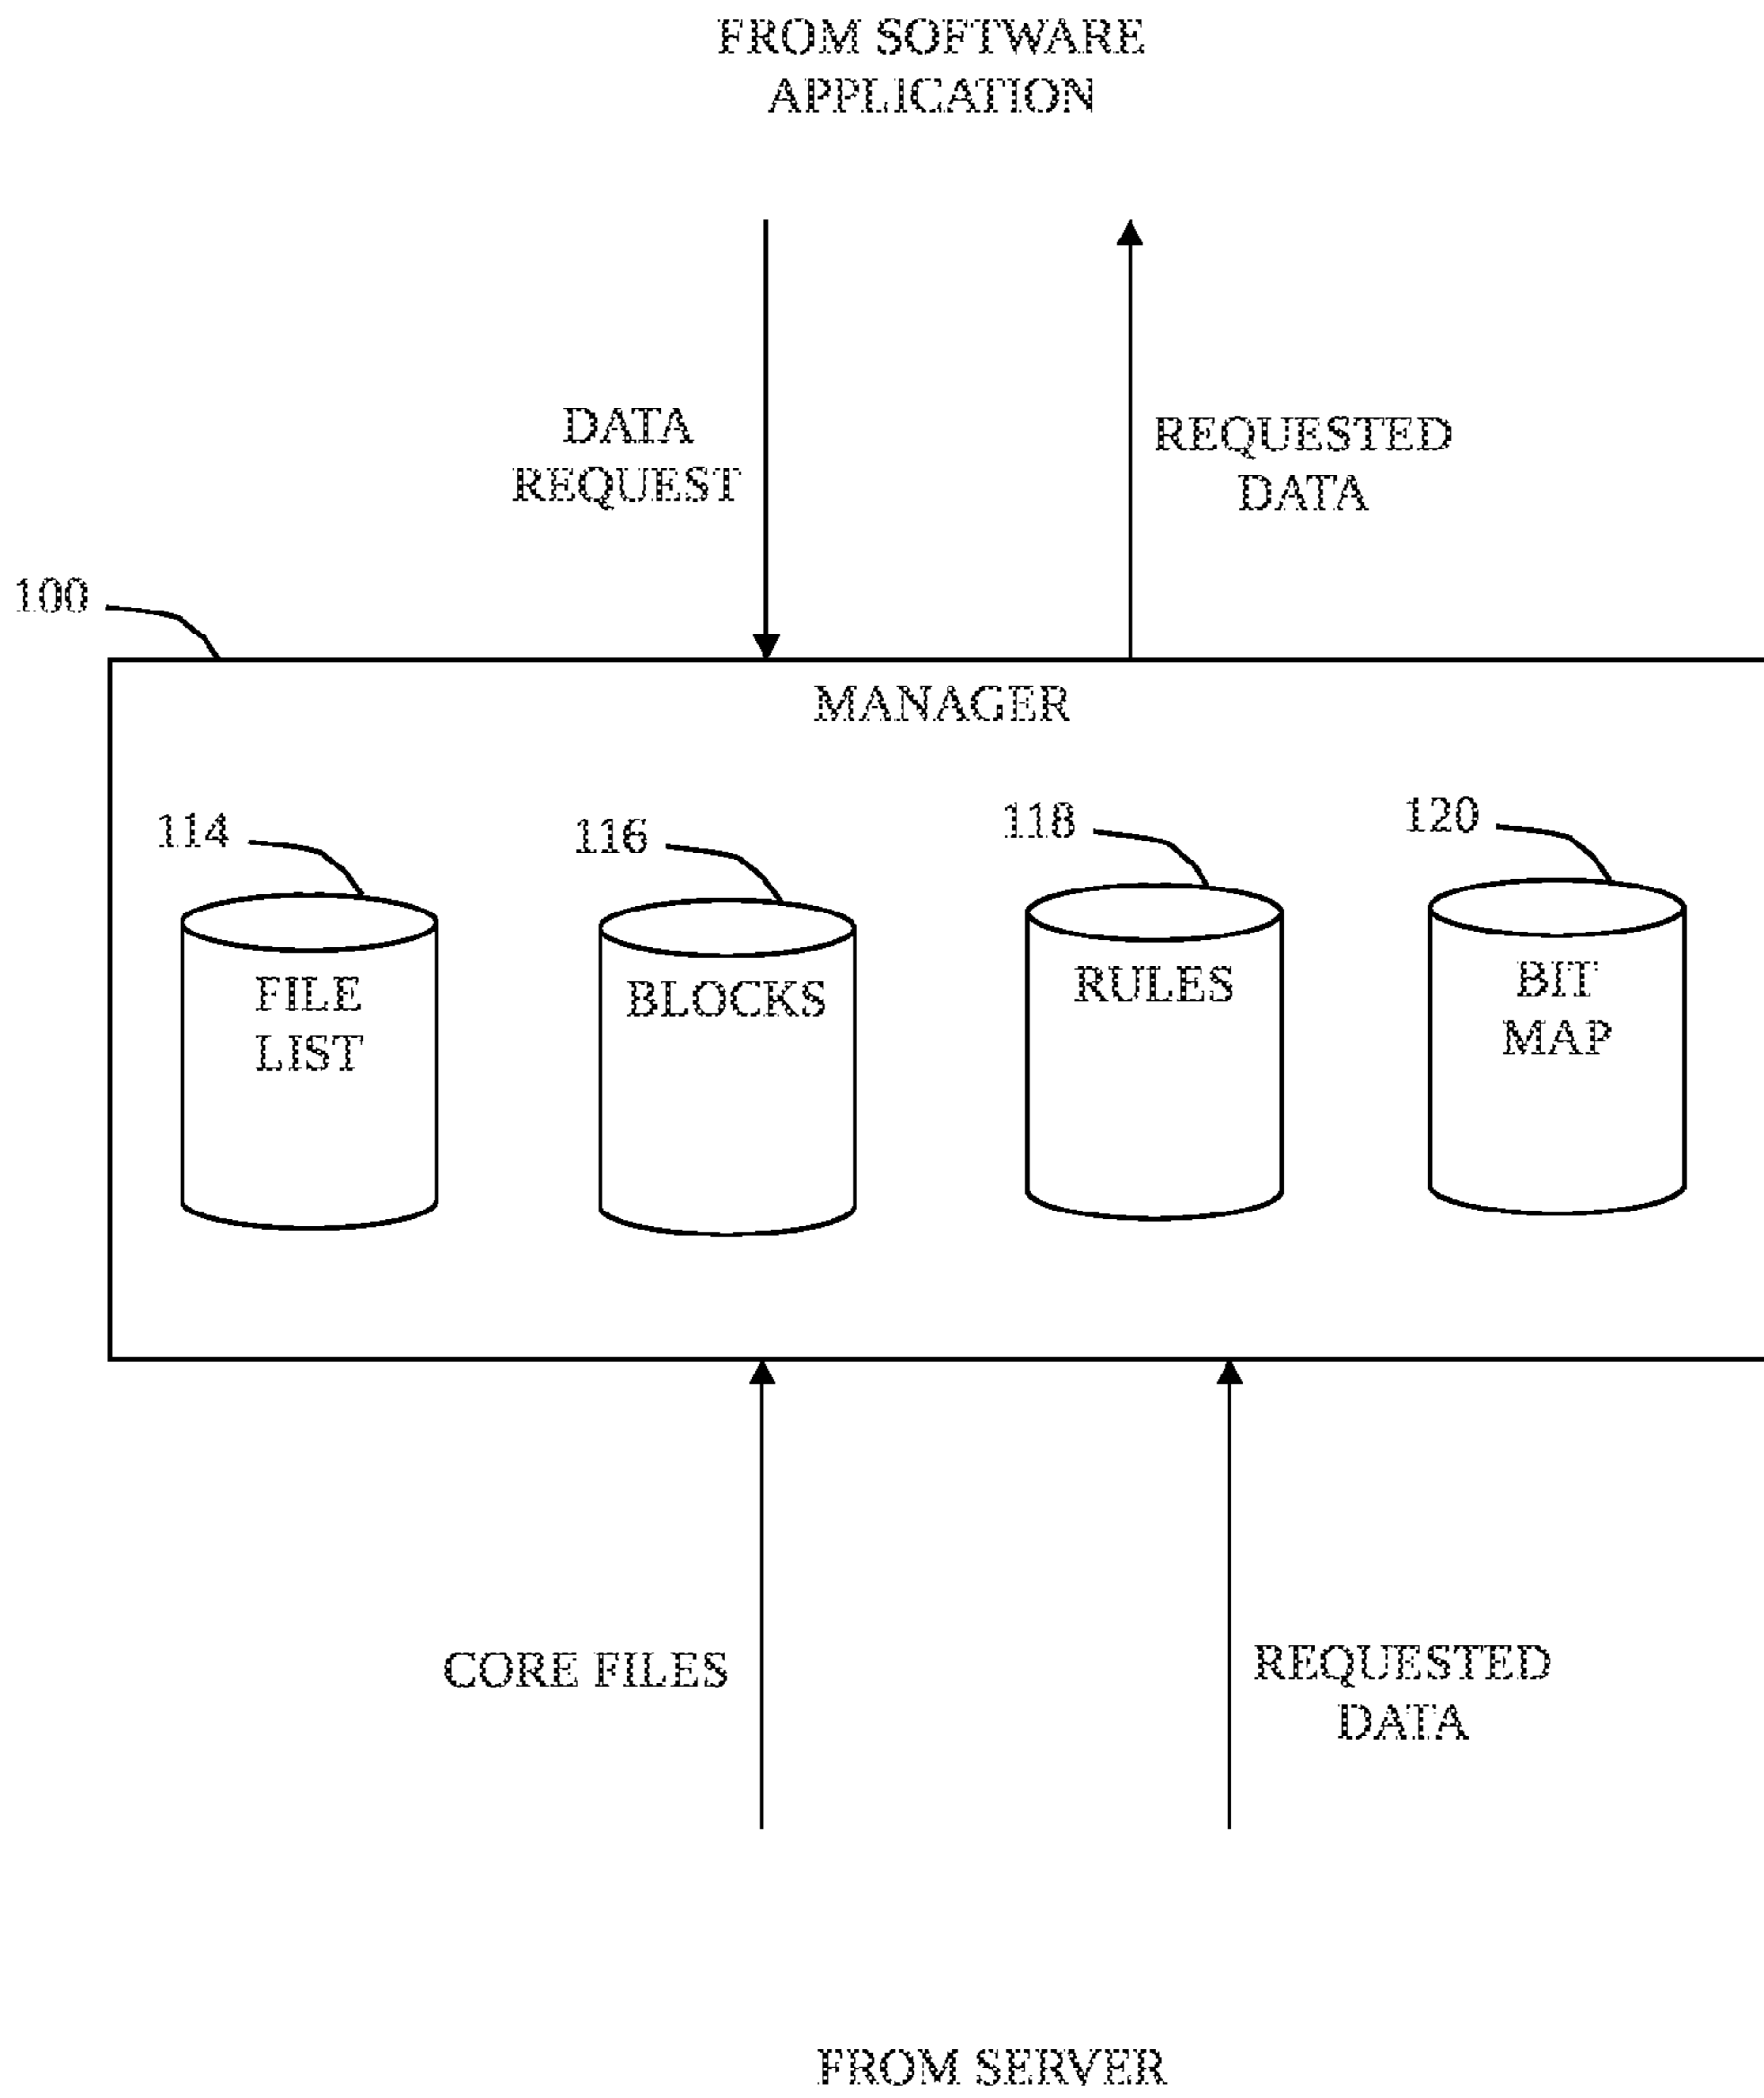 FROM SOFTWARE
APPLICATION
DATA
REQUEST
REQUESTED
DATA
100
MANAGER
114
116
118
120
FILE
LIST
BLOCKS
RULES
BIT
MAP
CORE FILES
REQUESTED
DATA
FROM SERVER